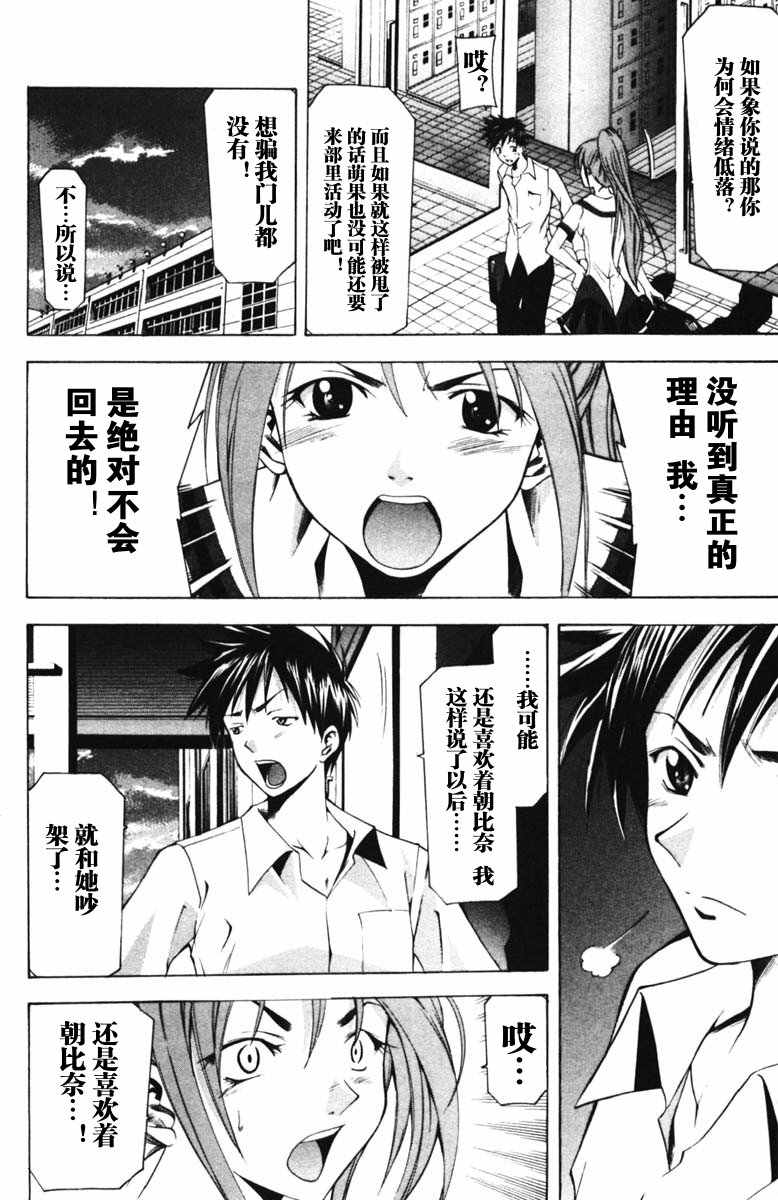 如果象你说的那你
为何会情绪低落?
哎?
而且如果就这样被甩了
的话萌果也没可能还要
来部里活动了吧!
想骗我门儿都
没有!
不…所以说…
没听到真正的
理由 我…
是绝对不会
回去的!
……我可能
还是喜欢着朝比奈 我
这样说了以后……
就和她吵
架了…
哎…
还是喜欢着
朝比奈…!